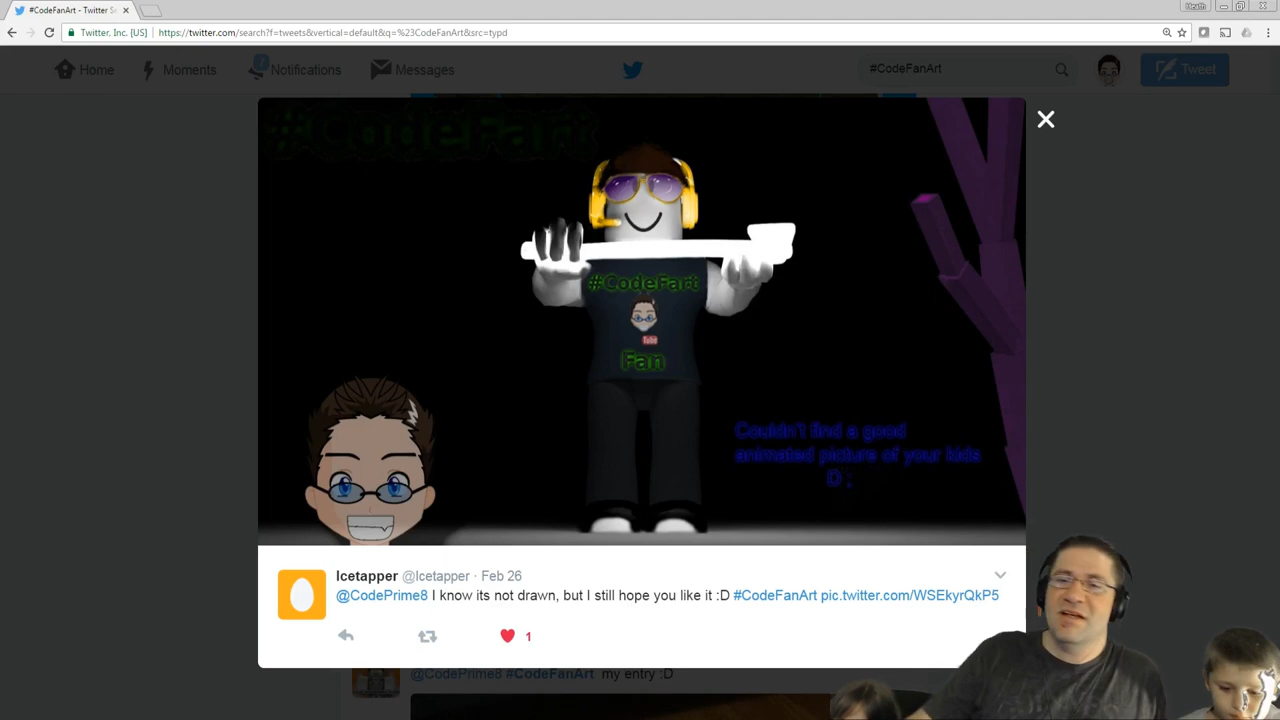 #CodeFanArt - Twitter Se
Heath
Twitter, Inc. [US]
https://twitter.com/search?f=tweets&vertical=default&q=%23CodeFanArt&src=typd
Home
Moments
Notifications
Messages
#CodeFanArt
Tweet
#CodeFart
#CodeFart
Tube
Fan
Couldn't find a good
animated picture of your kids
D :
Icetapper @Icetapper · Feb 26
@CodePrime8 I know its not drawn, but I still hope you like it :D #CodeFanArt pic.twitter.com/WSEkyrQkP5
1
@CodePrime8 #CodeFanArt my entry :D